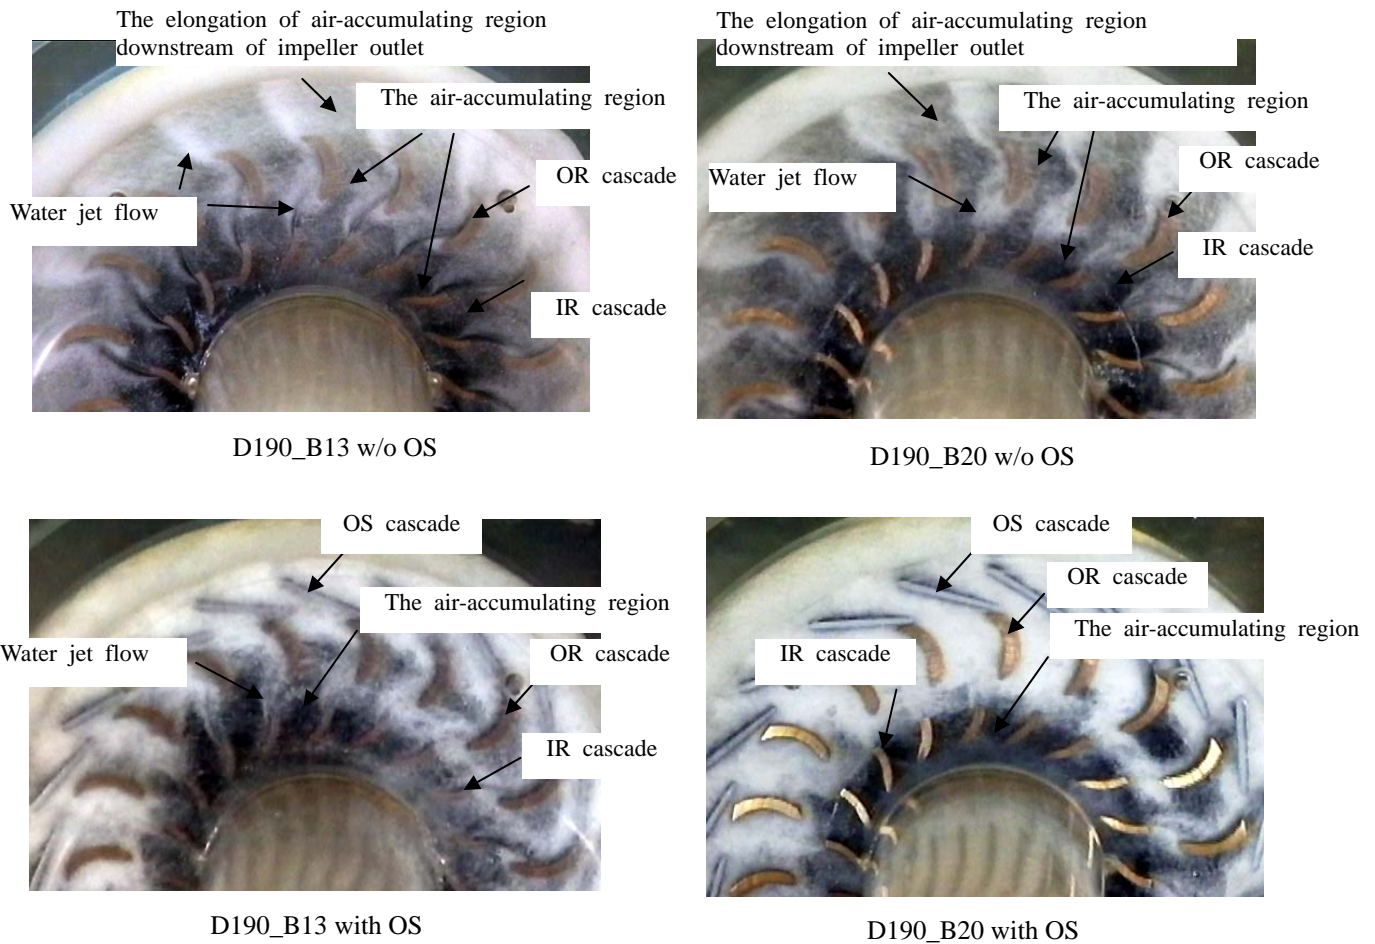 The elongation of air-accumulating region
downstream of impeller outlet
The air-accumulating region
OR cascade
Water jet flow
IR cascade
D190_B13 w/o OS
The elongation of air-accumulating region
downstream of impeller outlet
The air-accumulating region
OR cascade
Water jet flow
IR cascade
D190_B20 w/o OS
OS cascade
The air-accumulating region
Water jet flow
OR cascade
IR cascade
D190_B13 with OS
OS cascade
OR cascade
The air-accumulating region
IR cascade
D190_B20 with OS